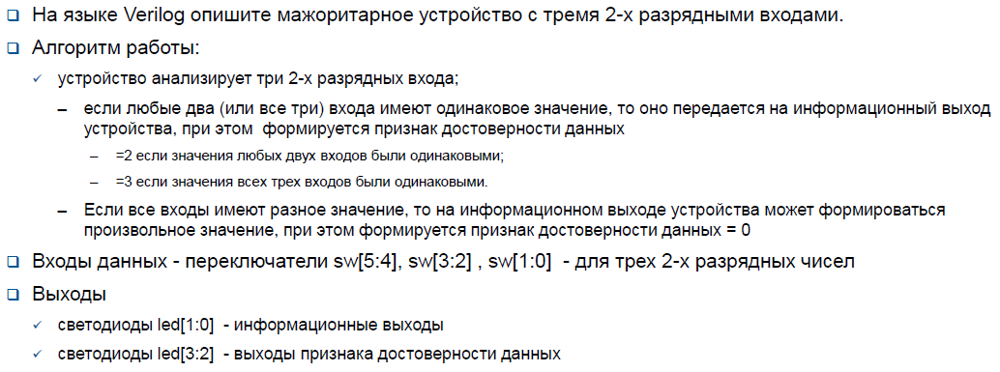 На языке Verilog опишите мажоритарное устройство с тремя 2-х разрядными входами.
Алгоритм работы:
устройство анализирует три 2-х разрядных входа;
– если любые два (или все три) входа имеют одинаковое значение, то оно передается на информационный выход
устройства, при этом формируется признак достоверности данных
– =2 если значения любых двух входов были одинаковыми;
– =3 если значения всех трех входов были одинаковыми.
– Если все входы имеют разное значение, то на информационном выходе устройства может формироваться
произвольное значение, при этом формируется признак достоверности данных = 0
Входы данных - переключатели sw[5:4], sw[3:2] , sw[1:0] - для трех 2-х разрядных чисел
Выходы
светодиоды led[1:0] - информационные выходы
светодиоды led[3:2] - выходы признака достоверности данных